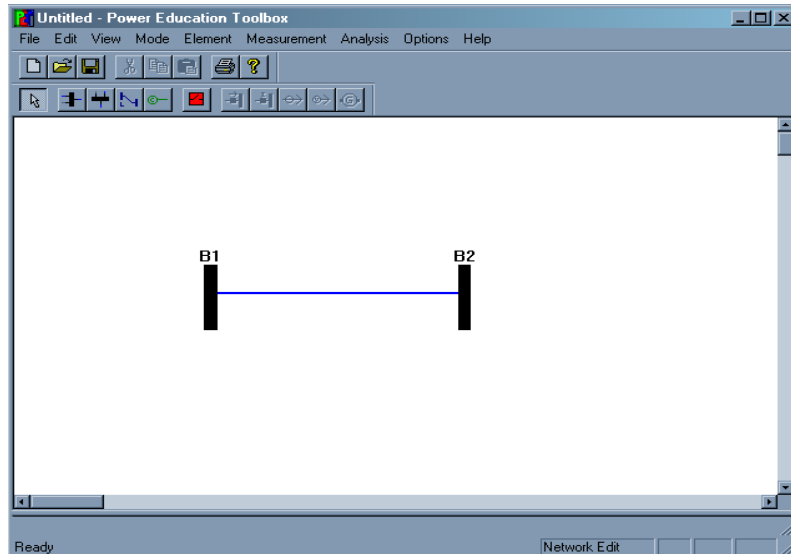 Untitled - Power Education Toolbox
File Edit View Mode Element Measurement Analysis Options Help
B1 B2
Ready Network Edit